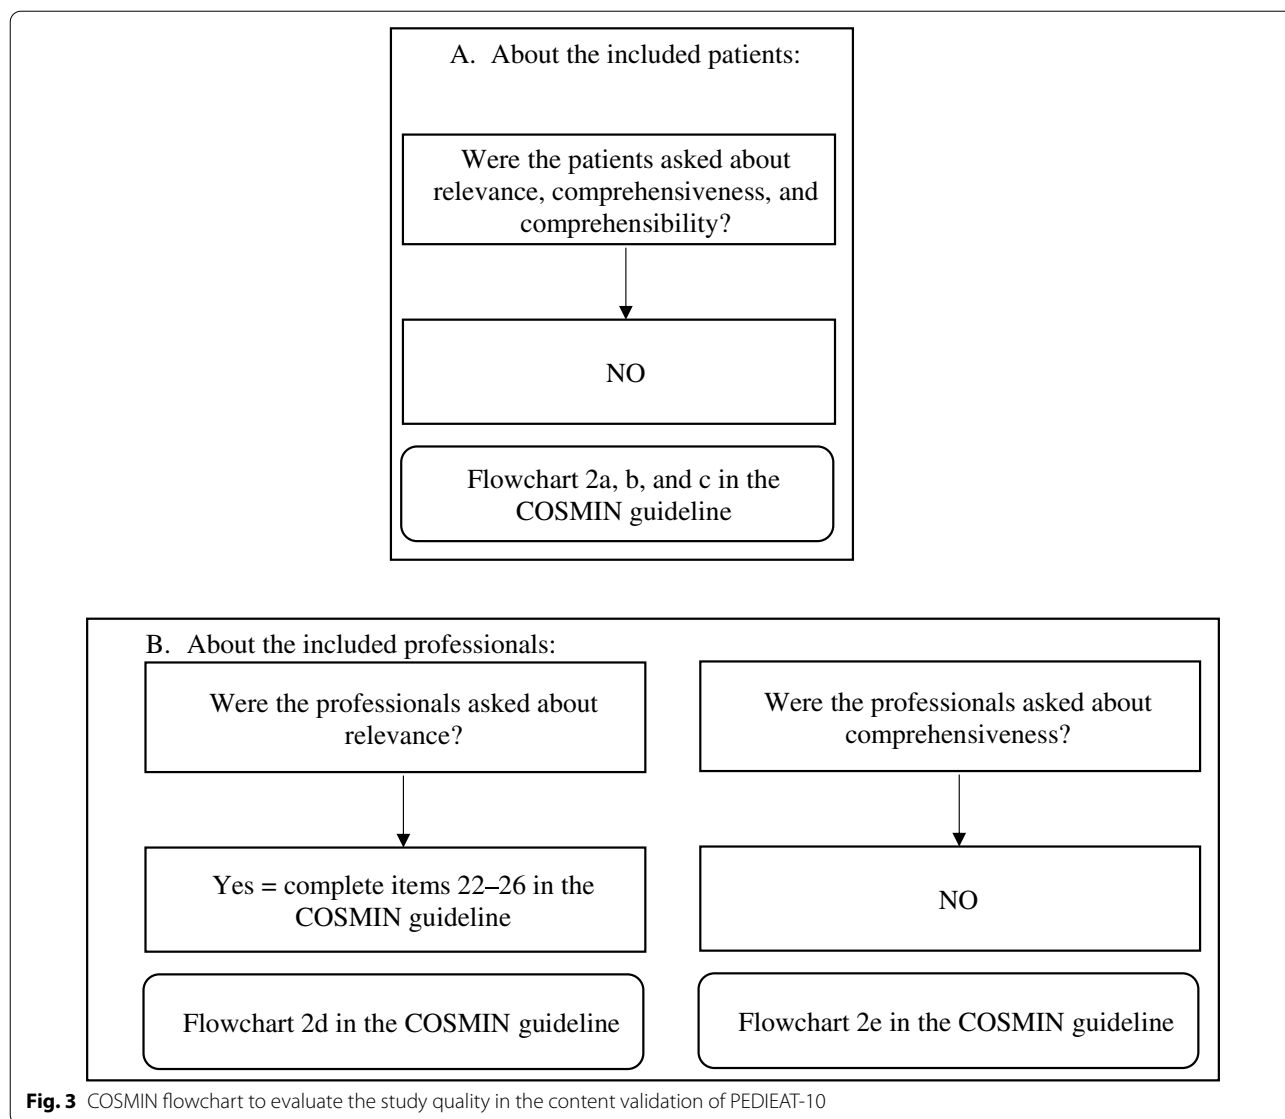 A. About the included patients:
Were the patients asked about
relevance, comprehensiveness, and
comprehensibility?
NO
Flowchart 2a, b, and c in the
COSMIN guideline
B. About the included professionals:
Were the professionals asked about
relevance?
Yes = complete items 22–26 in the
COSMIN guideline
Flowchart 2d in the COSMIN guideline
Were the professionals asked about
comprehensiveness?
NO
Flowchart 2e in the COSMIN guideline
Fig. 3 COSMIN flowchart to evaluate the study quality in the content validation of PEDIEAT-10